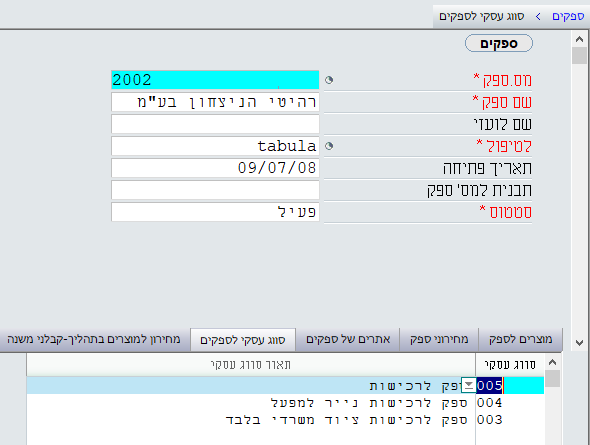 ספקים > סווג עסקי לספקים
ספקים
מס.ספק * 2002
שם ספק * רהיטי הניצחון בע"מ
שם לועזי
לטיפול * tabula
תאריך פתיחה 09/07/08
תבנית למס' ספק
סטטוס * פעיל
מוצרים לספק מחירוני ספק אתרים של ספקים סווג עסקי לספקים מחירון למוצרים בתהליך-קבלני משנה
סווג עסקי תאור סווג עסקי
005 ספק לרכישות
004 ספק לרכישות נייר למפעל
003 ספק לרכישות ציוד משרדי בלבד